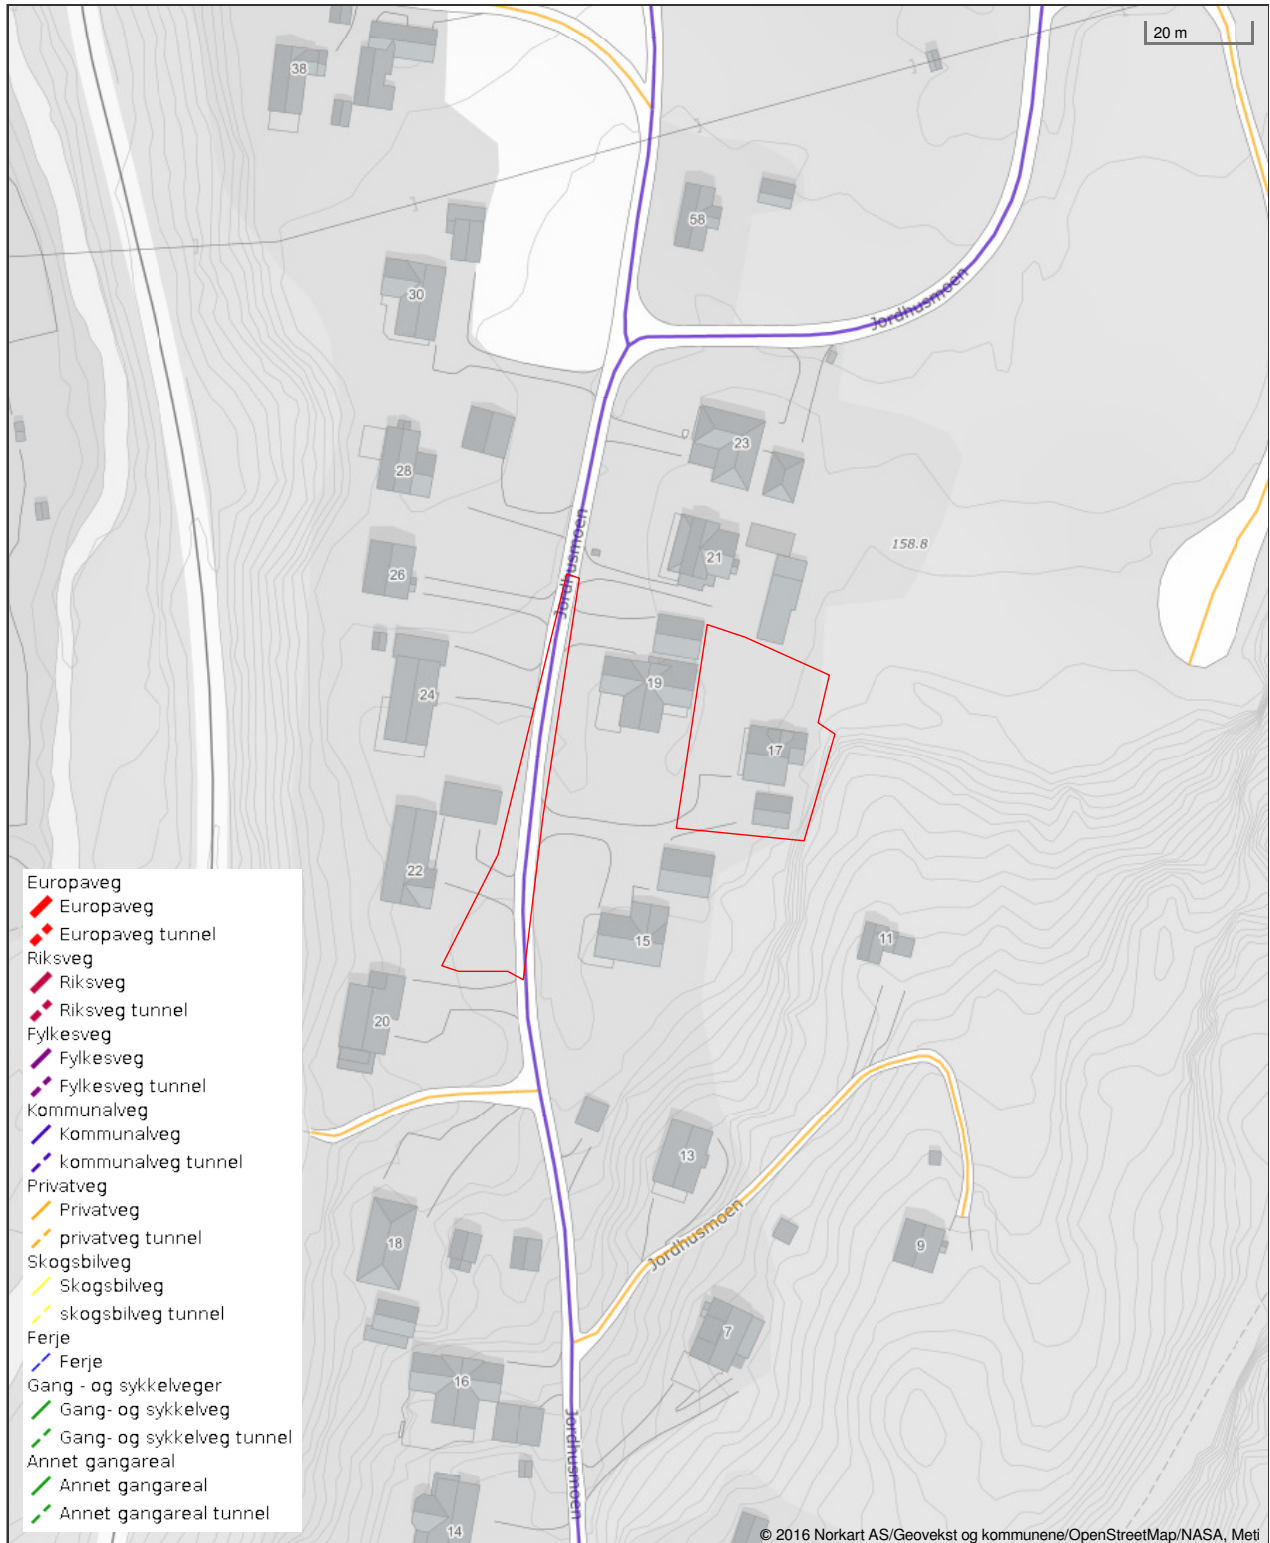 20 m
38
58
30
Jordhusmoen
23
28
21
158.8
Jordhusmoen
26
19
24
17
22
15
11
20
13
Jordhusmoen
18
9
7
16
Jordhusmoen
14
Europaveg
Europaveg
Europaveg tunnel
Riksveg
Riksveg
Riksveg tunnel
Fylkesveg
Fylkesveg
Fylkesveg tunnel
Kommunalveg
Kommunalveg
kommunalveg tunnel
Privatveg
Privatveg
privatveg tunnel
Skogsbilveg
Skogsbilveg
skogsbilveg tunnel
Ferje
Ferje
Gang - og sykkelveger
Gang- og sykkelveg
Gang- og sykkelveg tunnel
Annet gangareal
Annet gangareal
Annet gangareal tunnel
© 2016 Norkart AS/Geovekst og kommunene/OpenStreetMap/NASA, Meti